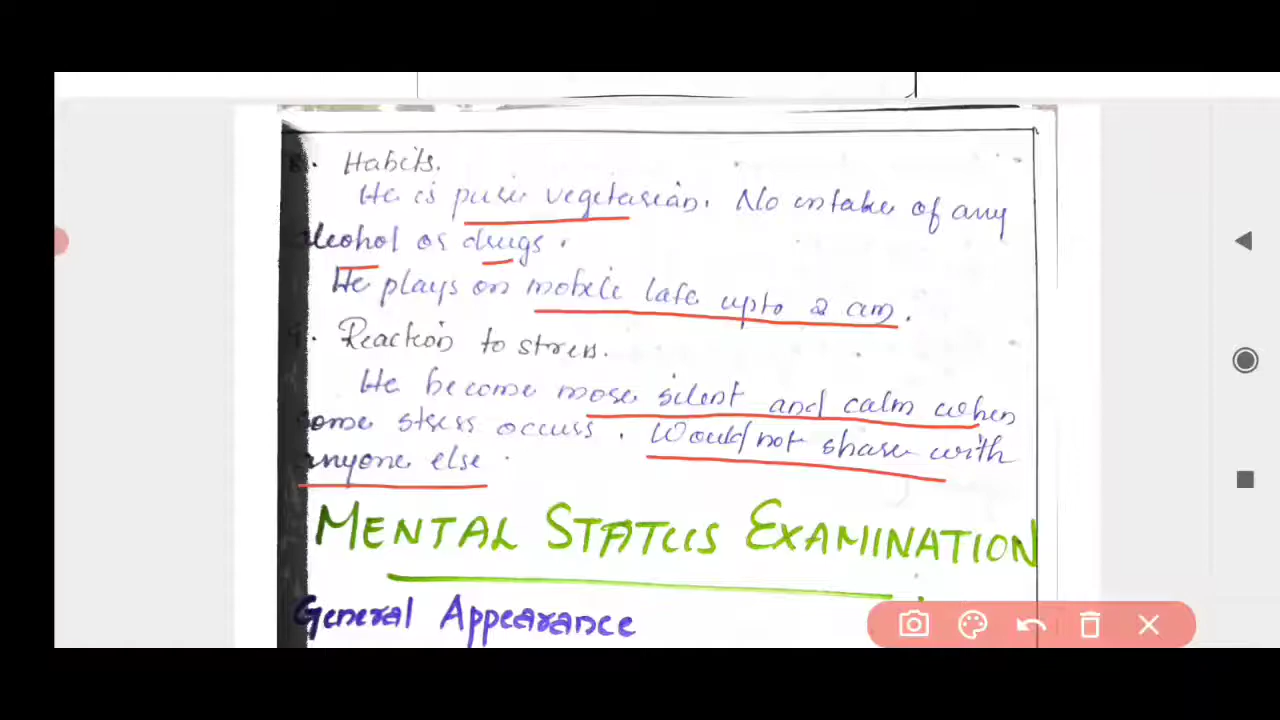 8. Habits.
He is pure vegetarian. No intake of any
alcohol or drugs.
He plays on mobile late upto 2 am.
9. Reaction to stress.
He become more silent and calm when
some stress occurs. Would not share with
anyone else.
MENTAL STATUS EXAMINATION
General Appearance